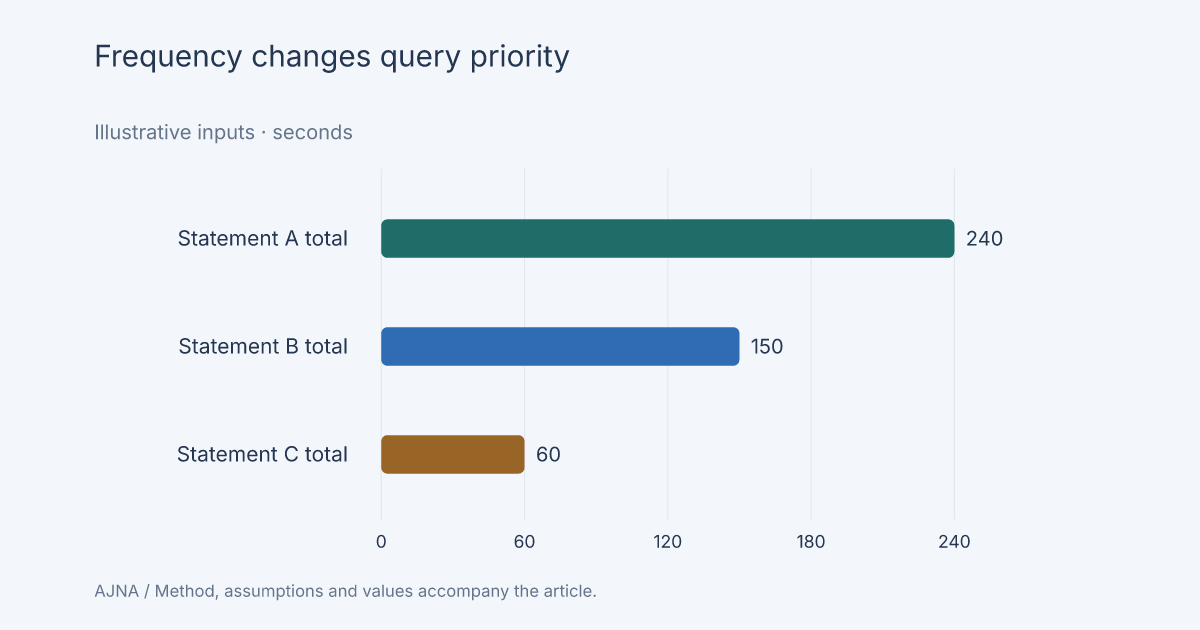 Frequency changes query priority
Illustrative inputs · seconds
Statement A total 240
Statement B total 150
Statement C total 60
0 60 120 180 240
AJNA / Method, assumptions and values accompany the article.